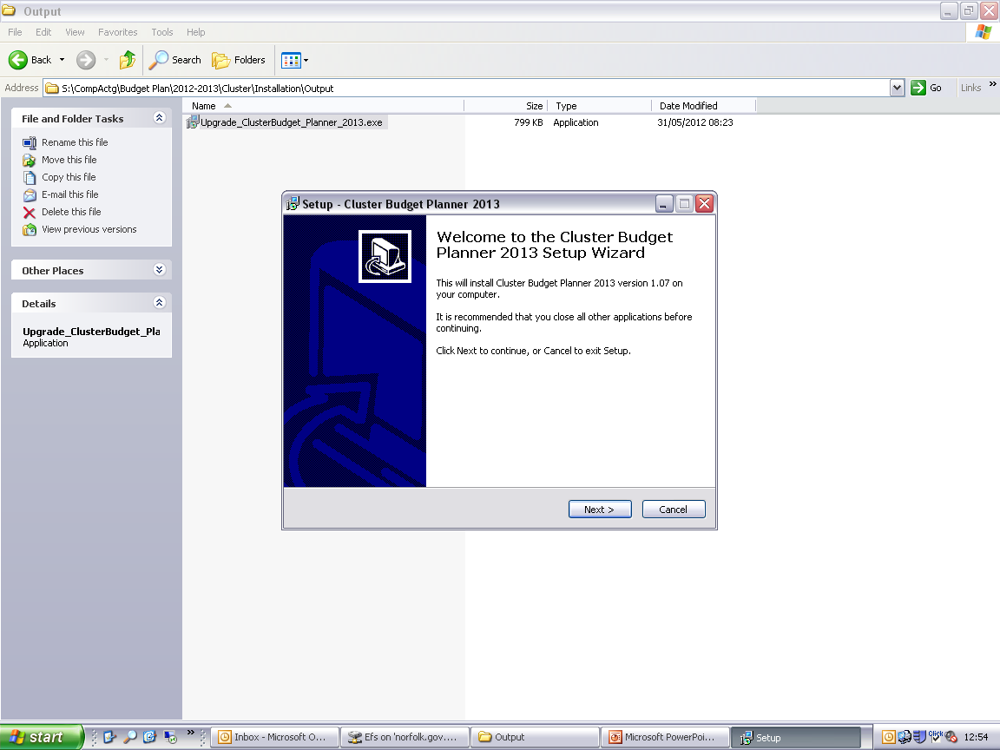 Output
File Edit View Favorites Tools Help
Back Search Folders
Address S:\CompActg\Budget Plan\2012-2013\Cluster\Installation\Output Go Links »
File and Folder Tasks
Rename this file
Move this file
Copy this file
E-mail this file
Delete this file
View previous versions
Other Places
Details
Upgrade_ClusterBudget_Pla
Application
Name Size Type Date Modified
Upgrade_ClusterBudget_Planner_2013.exe 799 KB Application 31/05/2012 08:23
Setup - Cluster Budget Planner 2013
Welcome to the Cluster Budget
Planner 2013 Setup Wizard
This will install Cluster Budget Planner 2013 version 1.07 on
your computer.
It is recommended that you close all other applications before
continuing.
Click Next to continue, or Cancel to exit Setup.
Next > Cancel
start » Inbox - Microsoft O... Efs on 'norfolk.gov.... Output Microsoft PowerPoi... Setup Click 12:54